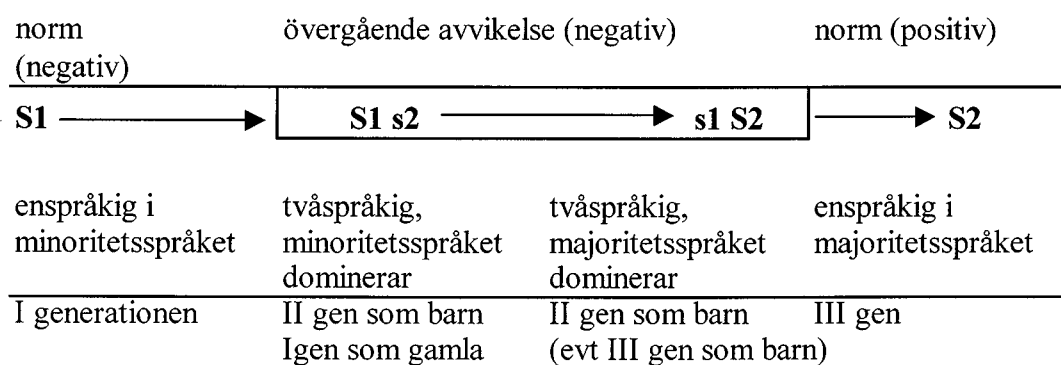 norm övergående avvikelse (negativ) norm (positiv)
(negativ)
S1 S1 s2 s1 S2 S2
enspråkig i tvåspråkig, tvåspråkig, enspråkig i
minoritetsspråket minoritetsspråket majoritetsspråket majoritetsspråket
dominerar dominerar
I generationen II gen som barn II gen som barn III gen
Igen som gamla (evt III gen som barn)